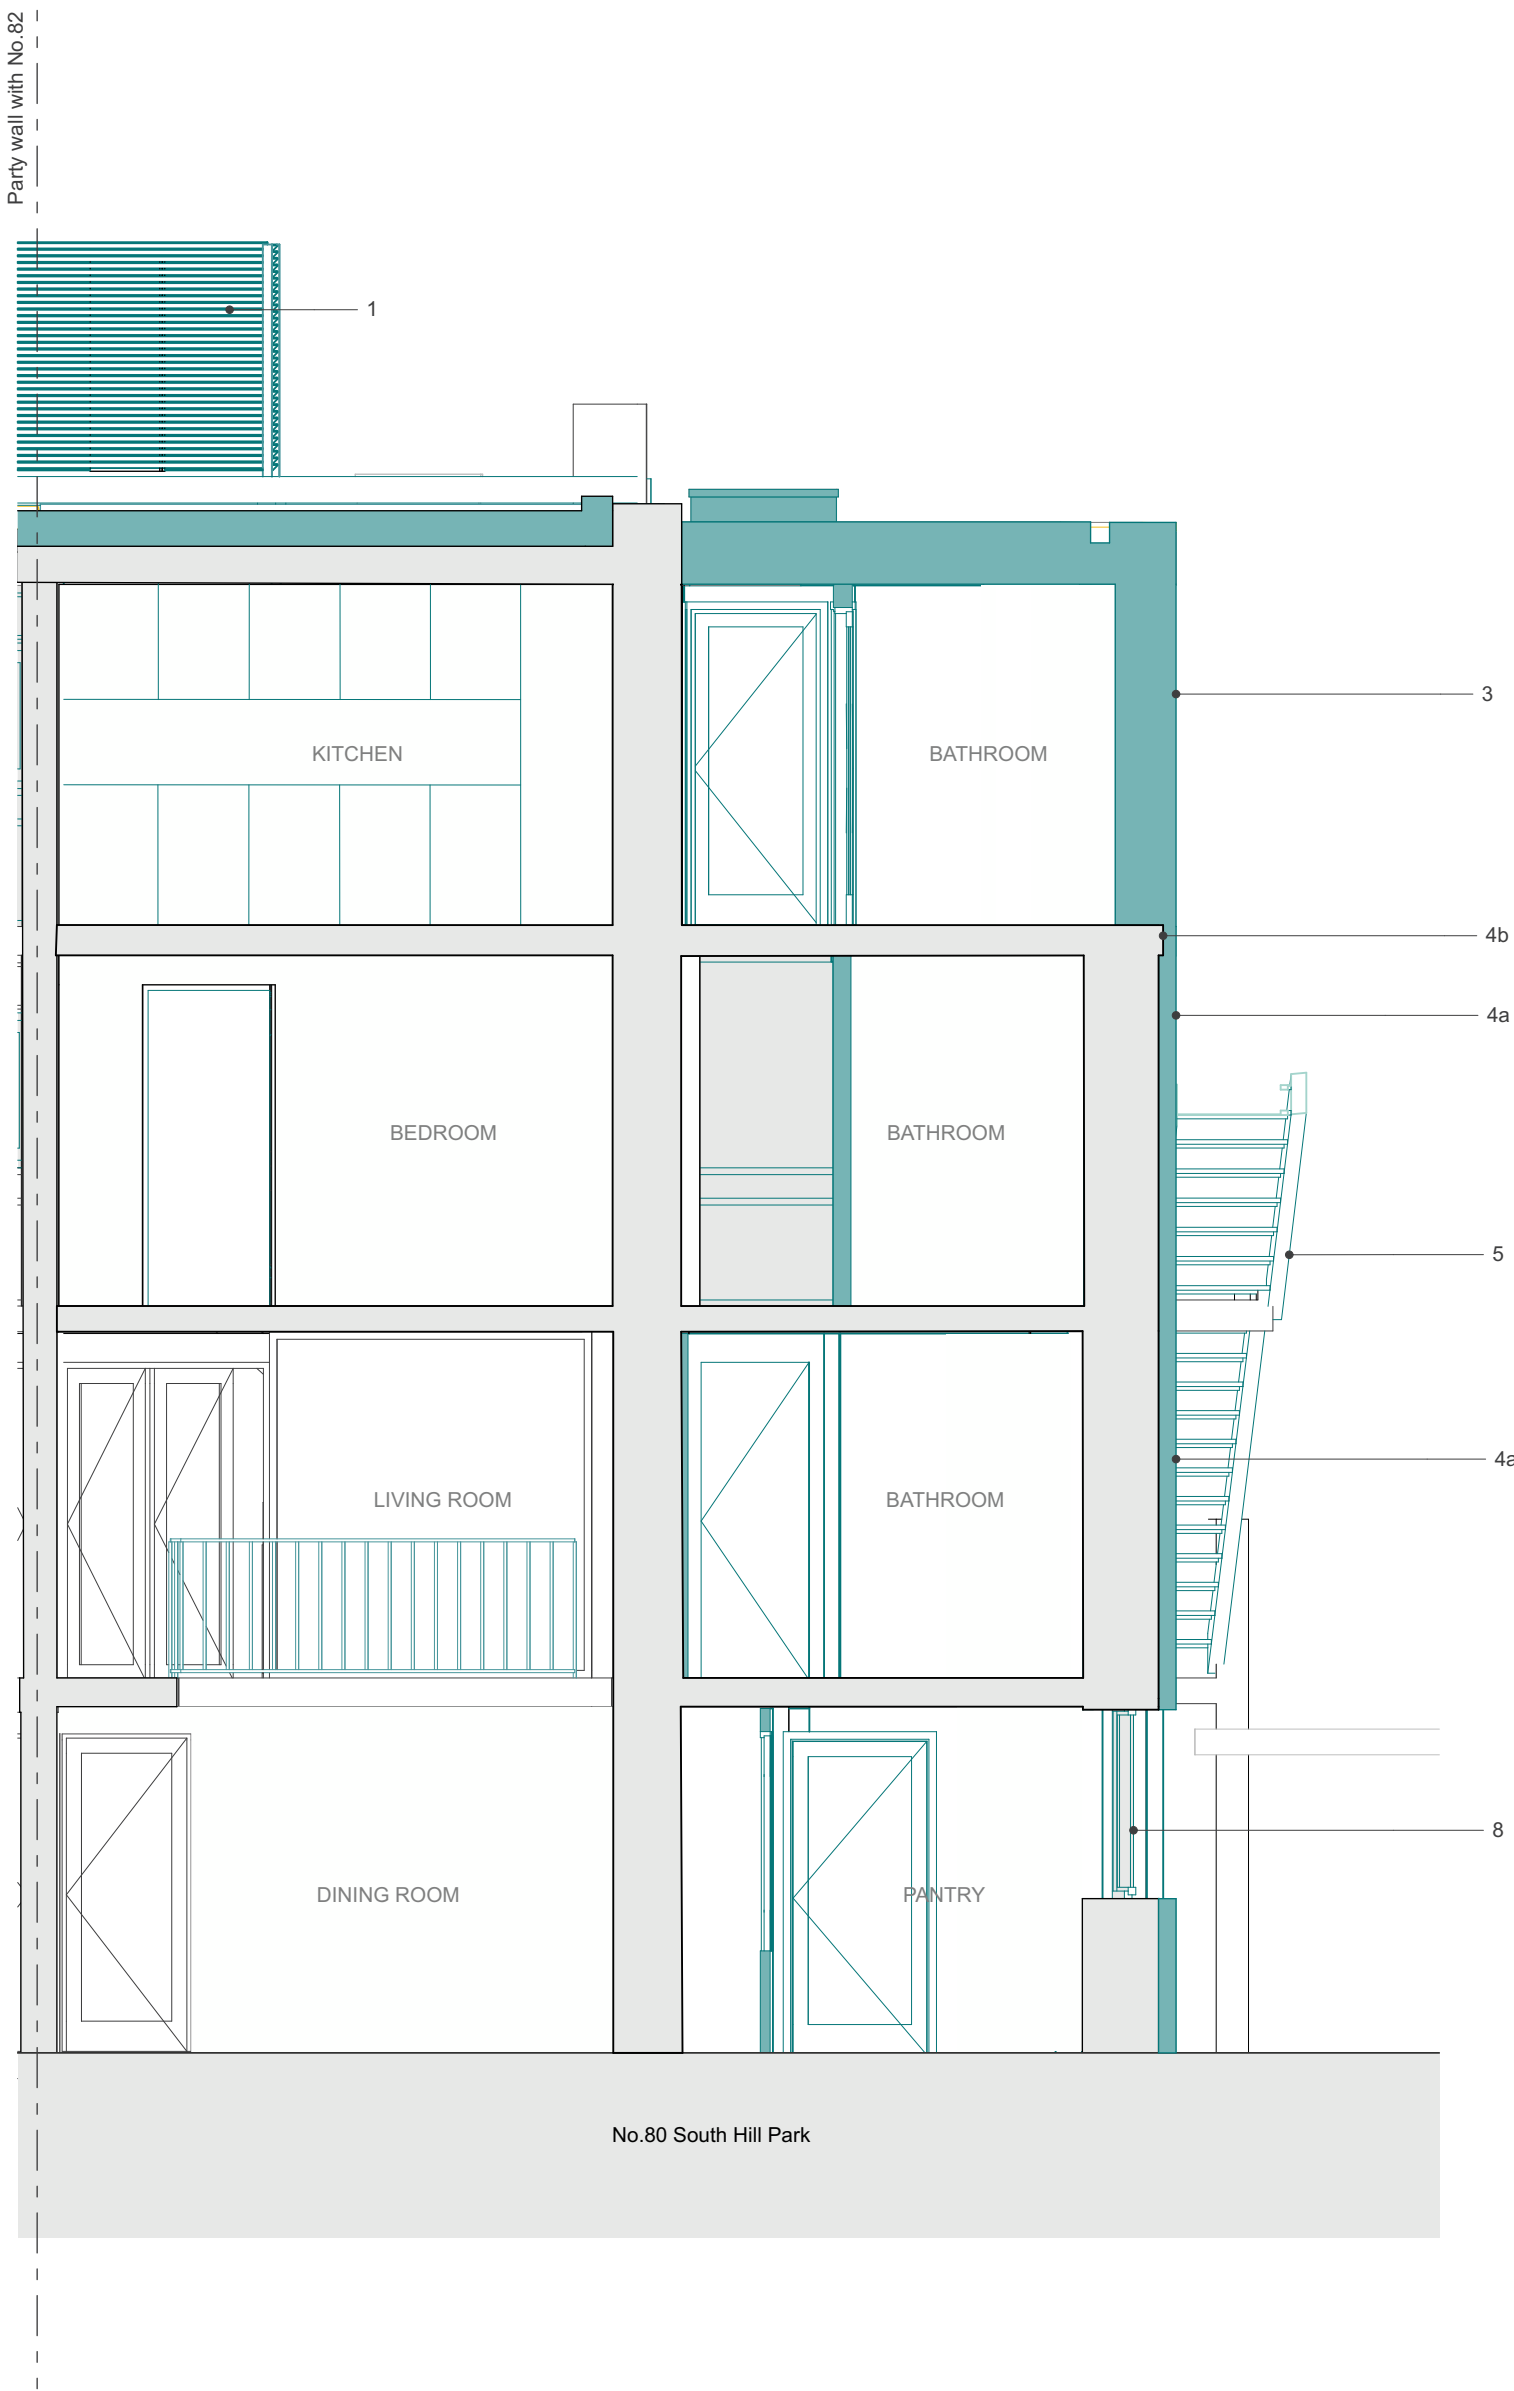 Party wall with No.82
1
3
KITCHEN
BATHROOM
4b
4a
BEDROOM
BATHROOM
5
4a
LIVING ROOM
BATHROOM
8
DINING ROOM
PANTRY
No.80 South Hill Park